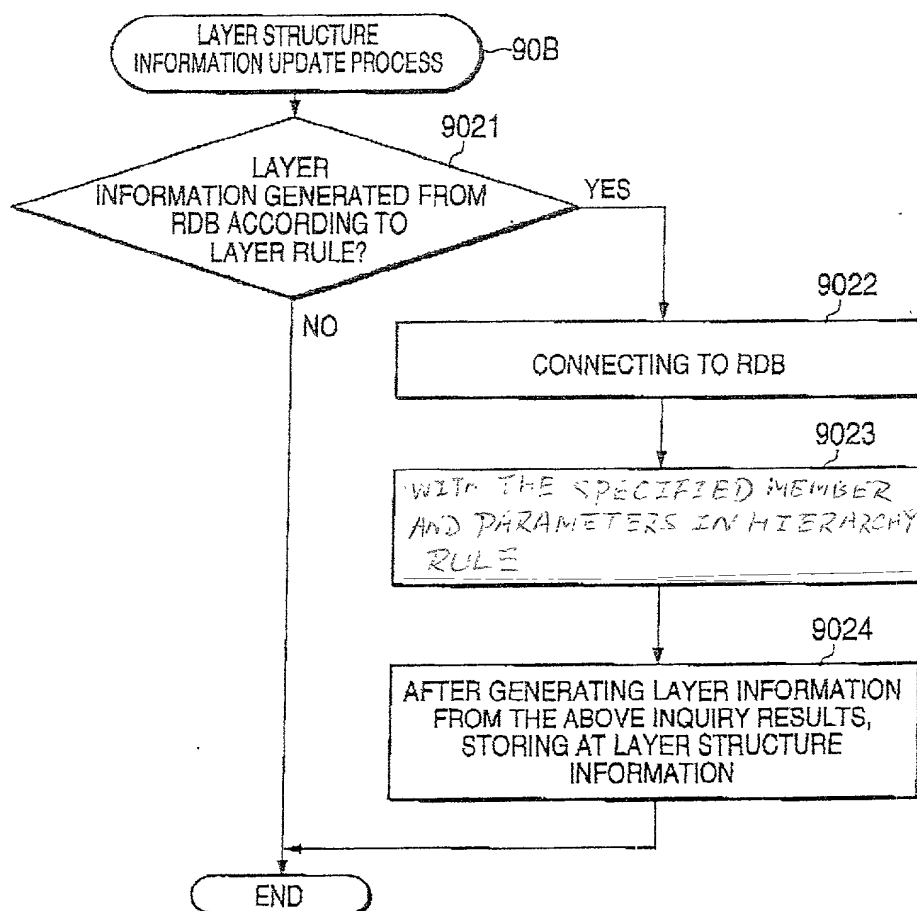 LAYER STRUCTURE
INFORMATION UPDATE PROCESS
90B
9021
LAYER
INFORMATION GENERATED FROM
RDB ACCORDING TO
LAYER RULE?
YES
NO
9022
CONNECTING TO RDB
9023
WITH THE SPECIFIED MEMBER
AND PARAMETERS IN HIERARCHY
RULE
9024
AFTER GENERATING LAYER INFORMATION
FROM THE ABOVE INQUIRY RESULTS,
STORING AT LAYER STRUCTURE
INFORMATION
END